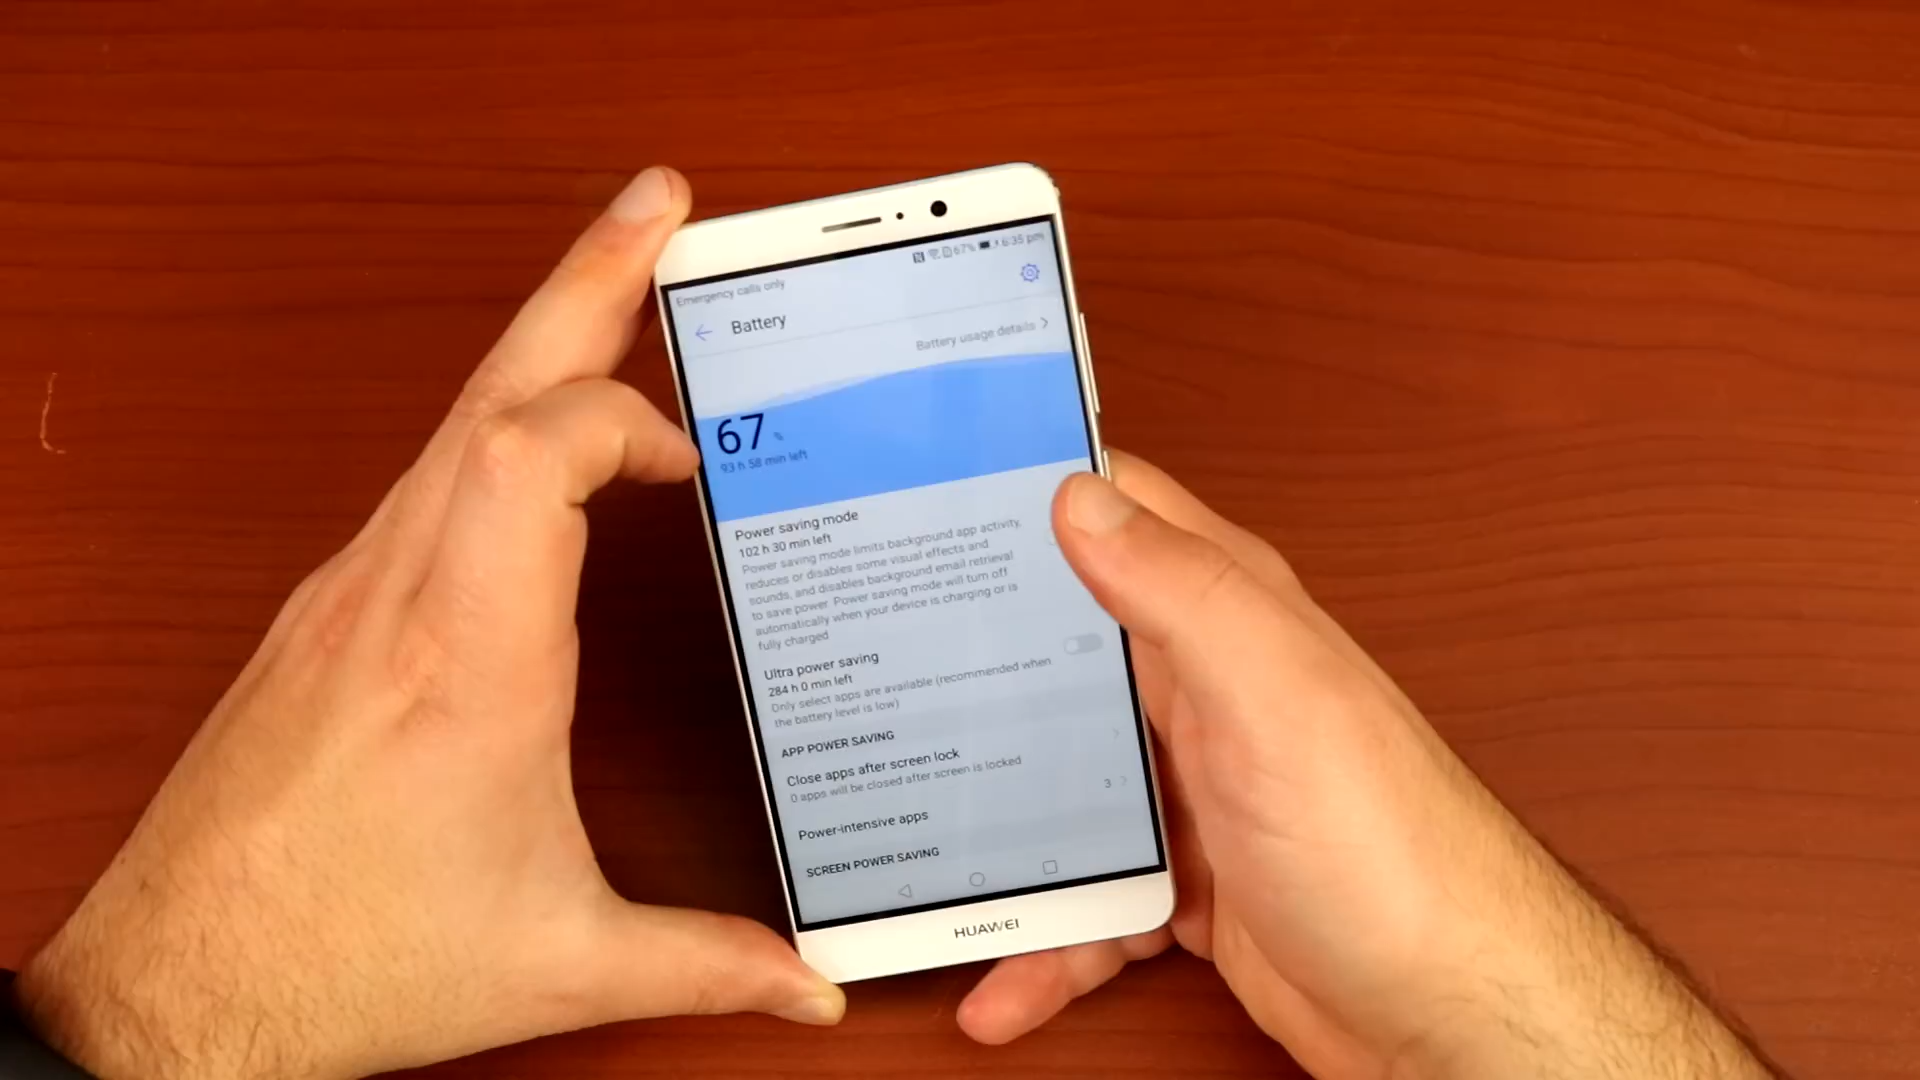 67% 6:35 pm
Emergency calls only
Battery
Battery usage details
67 %
93 h 58 min left
Power saving mode
102 h 30 min left
Power saving mode limits background app activity,
reduces or disables some visual effects and
sounds, and disables background email retrieval
to save power. Power saving mode will turn off
automatically when your device is charging or is
fully charged
Ultra power saving
284 h 0 min left
Only select apps are available (recommended when
the battery level is low)
APP POWER SAVING
Close apps after screen lock
0 apps will be closed after screen is locked
3
Power-intensive apps
SCREEN POWER SAVING
HUAWEI